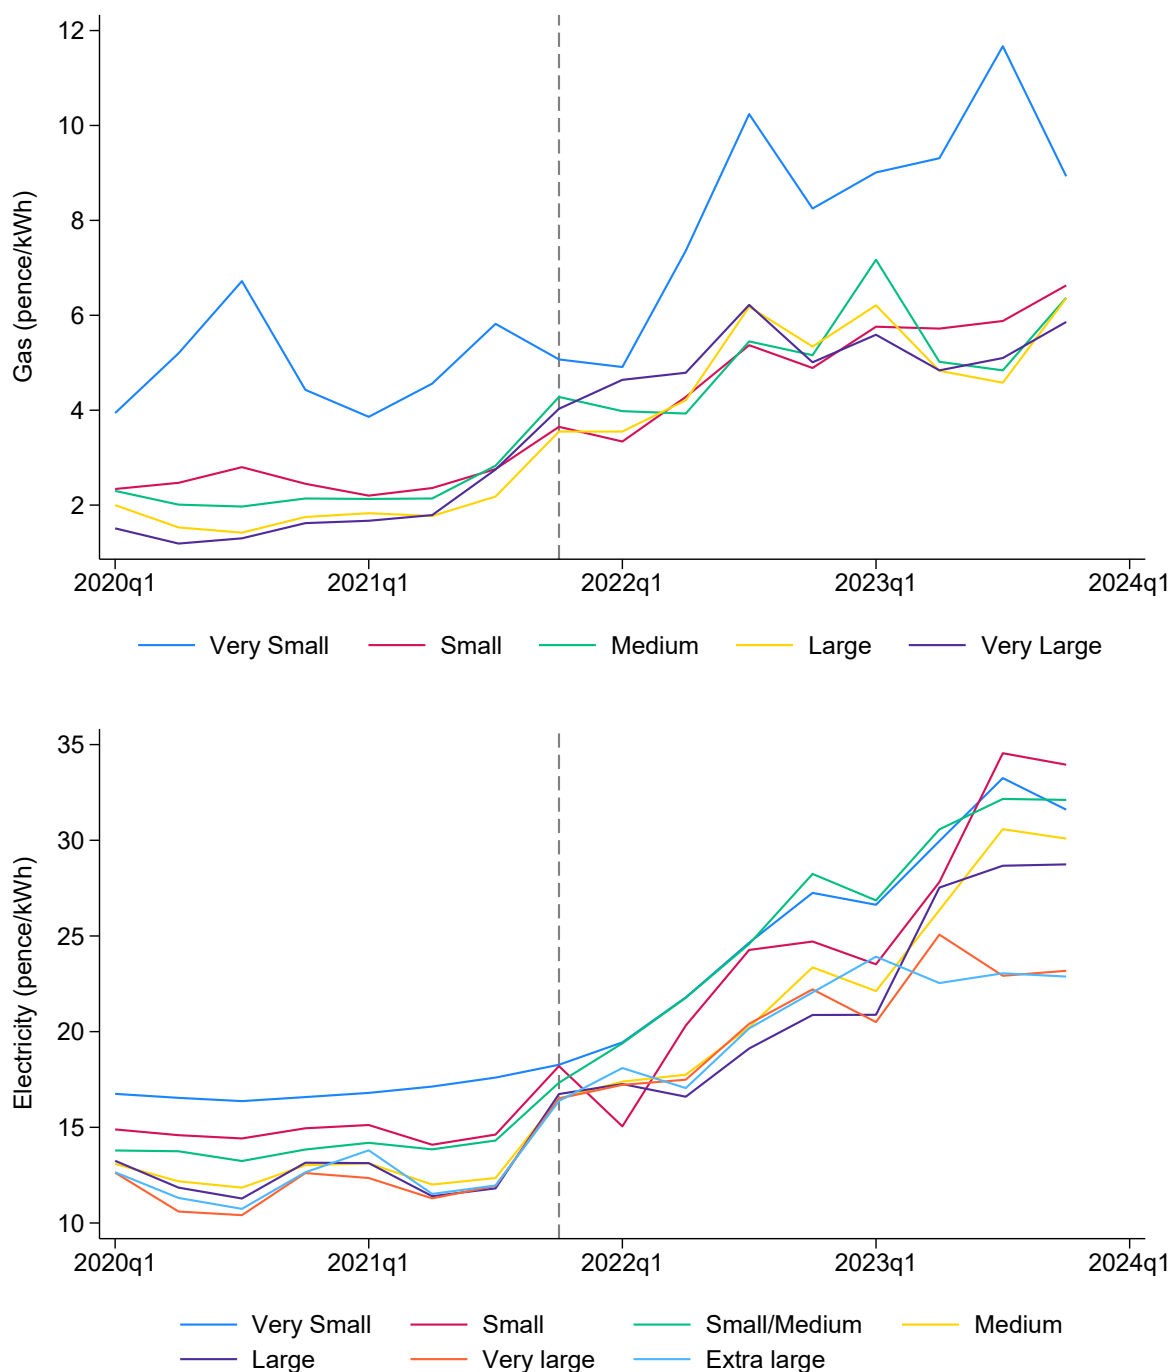 Gas (pence/kWh)
12
10
8
6
4
2
2020q1 2021q1 2022q1 2023q1 2024q1
Very Small Small Medium Large Very Large
Electricity (pence/kWh)
35
30
25
20
15
10
2020q1 2021q1 2022q1 2023q1 2024q1
Very Small Small Small/Medium Medium
Large Very large Extra large